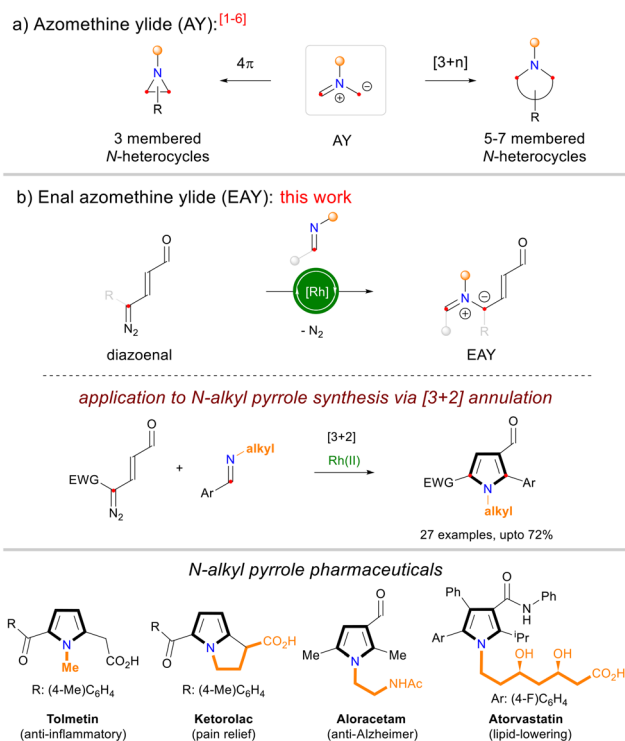 a) Azomethine ylide (AY):[1-6]
N
R
3 membered
N-heterocycles
4π
N
⊕
⊖
AY
[3+n]
N
R
5-7 membered
N-heterocycles
b) Enal azomethine ylide (EAY): this work
O
R
N2
diazoenal
N
[Rh]
- N2
O
N
⊕
⊖
R
EAY
application to N-alkyl pyrrole synthesis via [3+2] annulation
O
EWG
N2
+
N
alkyl
Ar
[3+2]
Rh(II)
O
EWG
N
Ar
alkyl
27 examples, upto 72%
N-alkyl pyrrole pharmaceuticals
R
O
N
Me
CO2H
R: (4-Me)C6H4
Tolmetin
(anti-inflammatory)
R
O
N
CO2H
R: (4-Me)C6H4
Ketorolac
(pain relief)
O
Me
N
Me
NHAc
Aloracetam
(anti-Alzheimer)
Ph
O
N
H
Ph
Ar
N
iPr
OH
OH
CO2H
Ar: (4-F)C6H4
Atorvastatin
(lipid-lowering)